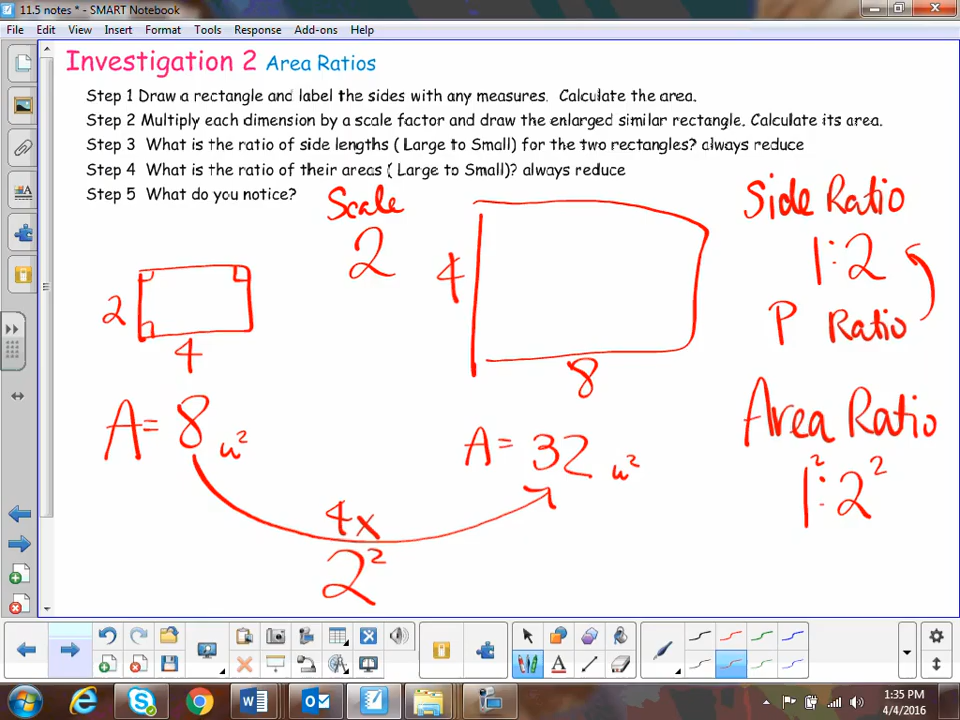 11.5 notes * - SMART Notebook
File Edit View Insert Format Tools Response Add-ons Help
Investigation 2 Area Ratios
Step 1 Draw a rectangle and label the sides with any measures. Calculate the area.
Step 2 Multiply each dimension by a scale factor and draw the enlarged similar rectangle. Calculate its area.
Step 3 What is the ratio of side lengths ( Large to Small) for the two rectangles? always reduce
Step 4 What is the ratio of their areas ( Large to Small)? always reduce
Step 5 What do you notice?
Scale
2
2
4
A= 8 u²
4
8
A= 32 u²
4x
2²
Side Ratio
1:2
P Ratio
Area Ratio
1²:2²
1:35 PM
4/4/2016